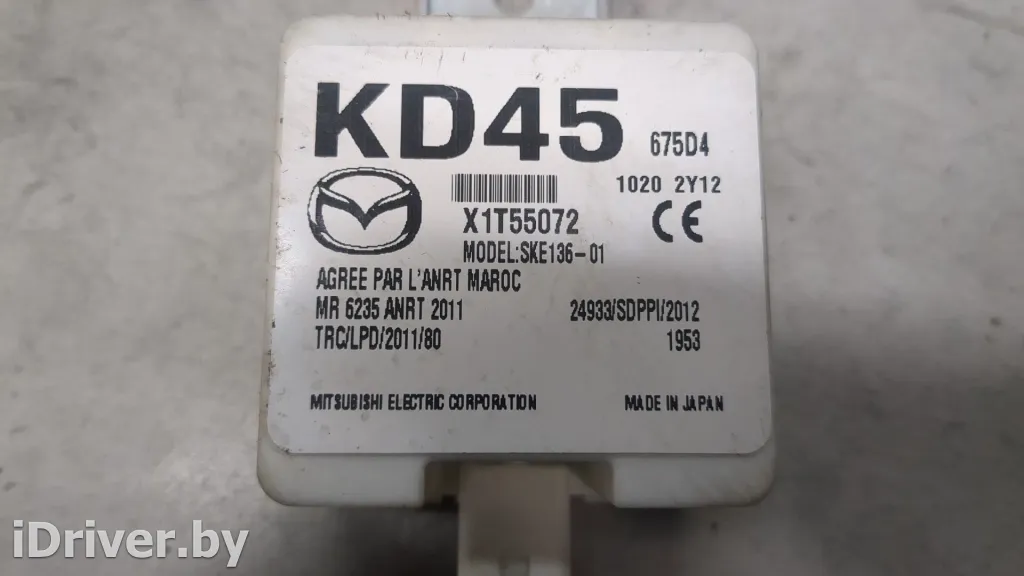 KD45 675D4
1020 2Y12
X1T55072
MODEL:SKE136-01
CE
AGREE PAR L'ANRT MAROC
MR 6235 ANRT 2011 24933/SDPPI/2012
TRC/LPD/2011/80 1953
MITSUBISHI ELECTRIC CORPORATION MADE IN JAPAN
iDriver.by